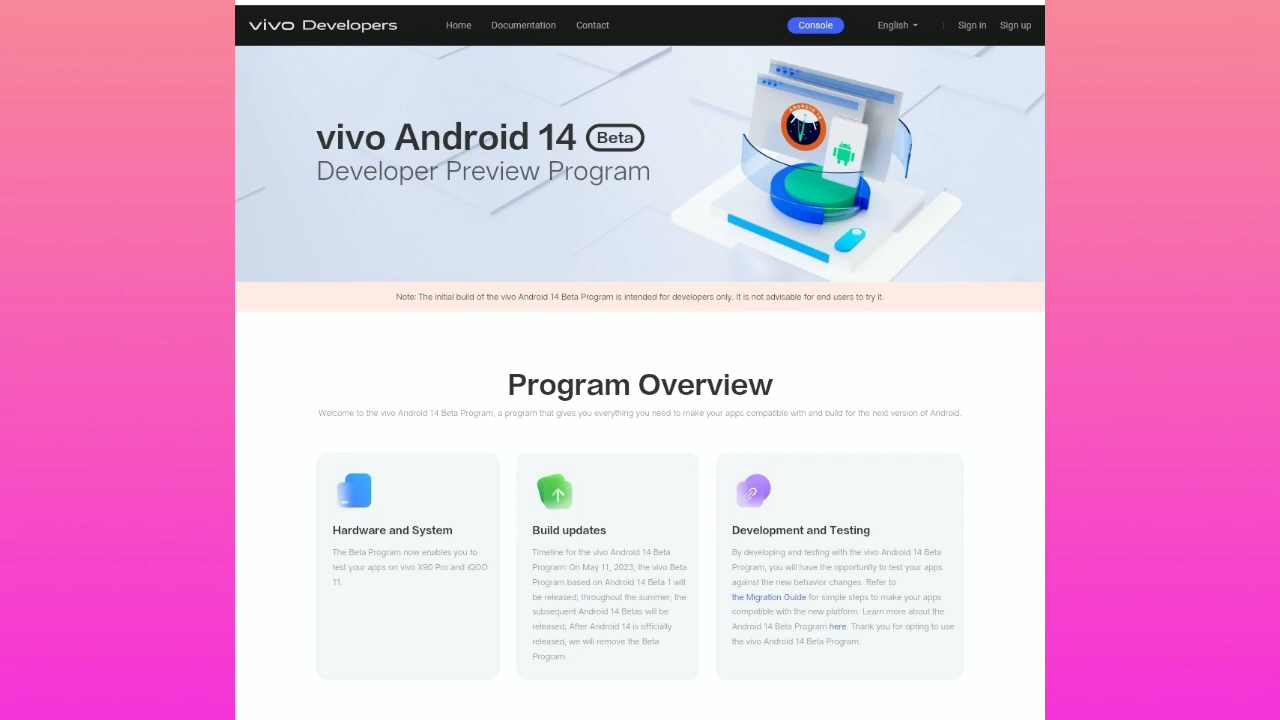 vivo Developers Home Documentation Contact Console English Sign in Sign up
vivo Android 14 Beta
Developer Preview Program
Note: The initial build of the vivo Android 14 Beta Program is intended for developers only. It is not advisable for end users to try it.
Program Overview
Welcome to the vivo Android 14 Beta Program, a program that gives you everything you need to make your apps compatible with and build for the next version of Android.
Hardware and System
The Beta Program now enables you to
test your apps on vivo X90 Pro and iQOO
11.
Build updates
Timeline for the vivo Android 14 Beta
Program: On May 11, 2023, the vivo Beta
Program based on Android 14 Beta 1 will
be released; throughout the summer, the
subsequent Android 14 Betas will be
released; After Android 14 is officially
released, we will remove the Beta
Program.
Development and Testing
By developing and testing with the vivo Android 14 Beta
Program, you will have the opportunity to test your apps
against the new behavior changes. Refer to
the Migration Guide for simple steps to make your apps
compatible with the new platform. Learn more about the
Android 14 Beta Program here. Thank you for opting to use
the vivo Android 14 Beta Program.